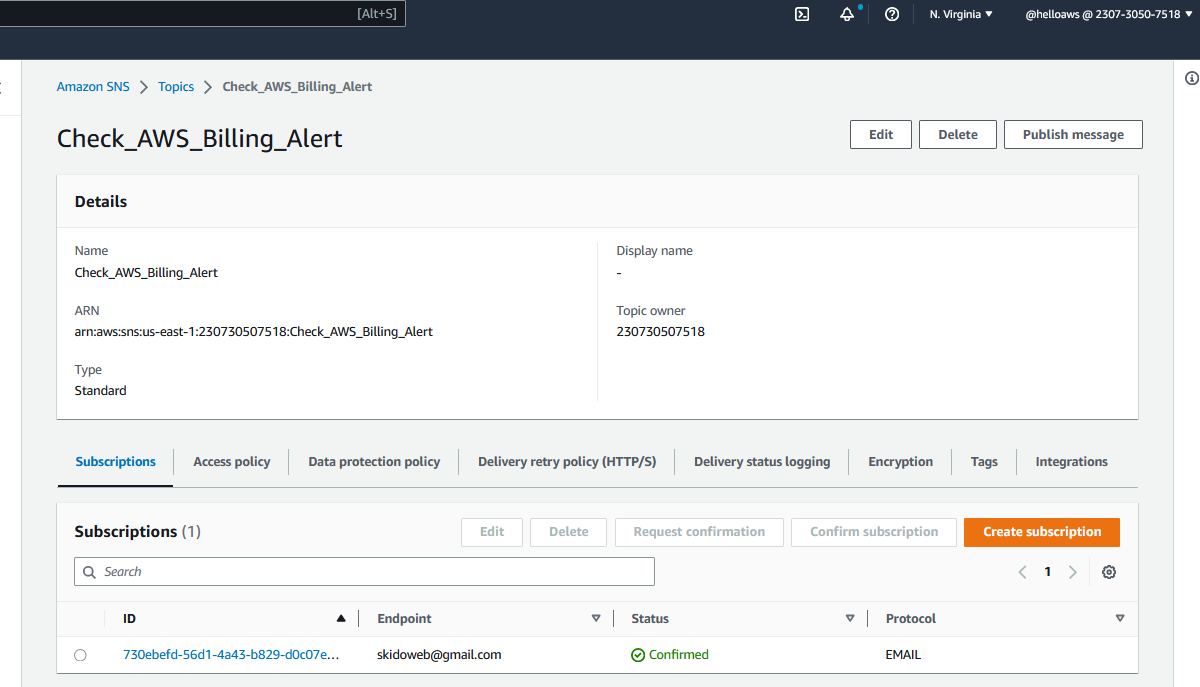 [Alt+S]
N. Virginia
@helloaws @ 2307-3050-7518
Amazon SNS
Topics
Check_AWS_Billing_Alert
Check_AWS_Billing_Alert
Edit
Delete
Publish message
Details
Name
Check_AWS_Billing_Alert
ARN
arn:aws:sns:us-east-1:230730507518:Check_AWS_Billing_Alert
Type
Standard
Display name
-
Topic owner
230730507518
Subscriptions
Access policy
Data protection policy
Delivery retry policy (HTTP/S)
Delivery status logging
Encryption
Tags
Integrations
Subscriptions (1)
Edit
Delete
Request confirmation
Confirm subscription
Create subscription
Search
1
ID
Endpoint
Status
Protocol
730ebefd-56d1-4a43-b829-d0c07e...
skidoweb@gmail.com
Confirmed
EMAIL